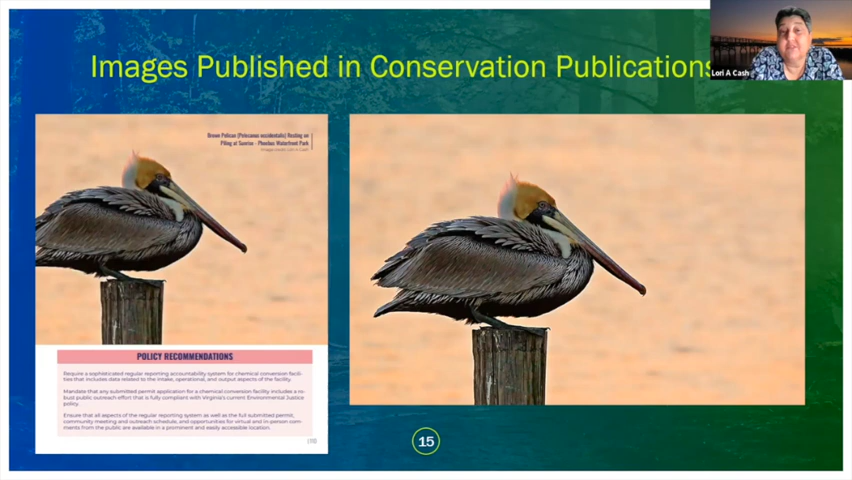 Images Published in Conservation Publications
Lori A Cash
Brown Pelican (Pelecanus occidentalis) Resting on
Piling at Sunrise - Phoebus Waterfront Park
Image credit: Lori A Cash
POLICY RECOMMENDATIONS
Require a sophisticated regular reporting accountability system for chemical conversion facili-
ties that includes data related to the intake, operational, and output aspects of the facility.
Mandate that any submitted permit application for a chemical conversion facility includes a ro-
bust public outreach effort that is fully compliant with Virginia's current Environmental Justice
policy.
Ensure that all aspects of the regular reporting system as well as the full submitted permit,
community meeting and outreach schedule, and opportunities for virtual and in-person com-
ments from the public are available in a prominent and easily accessible location.
15